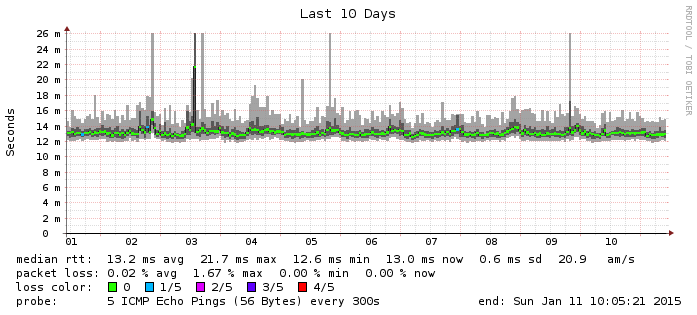 Last 10 Days
RRDTOOL / TOBI OETIKER
Seconds
26 m
24 m
22 m
20 m
18 m
16 m
14 m
12 m
10 m
8 m
6 m
4 m
2 m
0
01 02 03 04 05 06 07 08 09 10
median rtt: 13.2 ms avg 21.7 ms max 12.6 ms min 13.0 ms now 0.6 ms sd 20.9 am/s
packet loss: 0.02 % avg 1.67 % max 0.00 % min 0.00 % now
loss color: 0 1/5 2/5 3/5 4/5
probe: 5 ICMP Echo Pings (56 Bytes) every 300s end: Sun Jan 11 10:05:21 2015